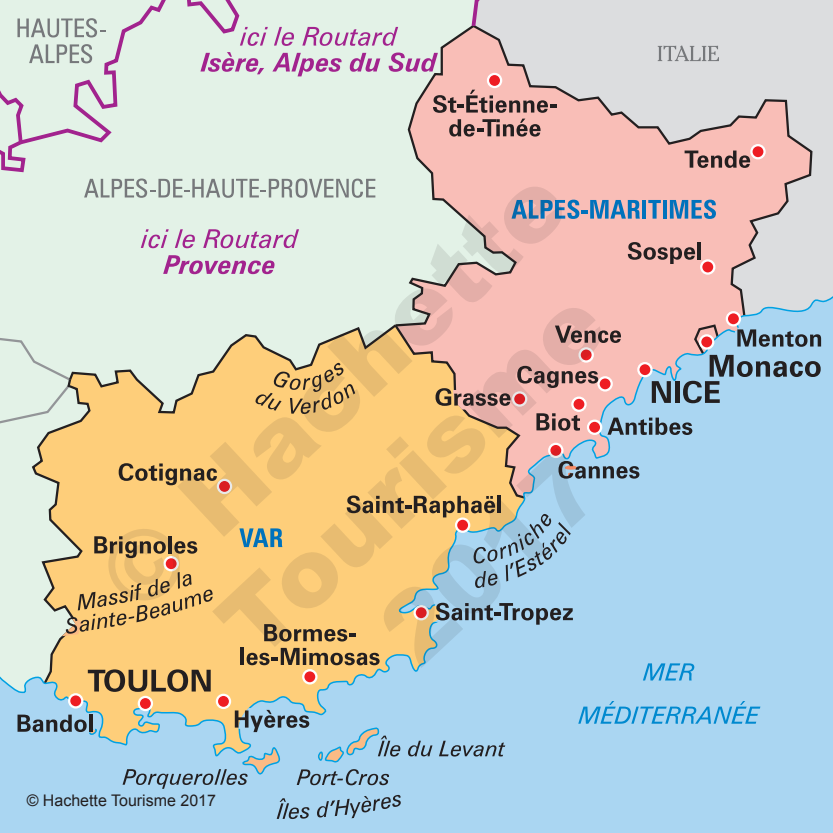 HAUTES-
ALPES
ici le Routard
Isère, Alpes du Sud
ITALIE
St-Étienne-
de-Tinée
Tende
ALPES-DE-HAUTE-PROVENCE
ALPES-MARITIMES
ici le Routard
Provence
Sospel
Menton
Monaco
Vence
Cagnes
NICE
Grasse
Biot
Antibes
Cannes
Gorges
du Verdon
Cotignac
Saint-Raphaël
VAR
Corniche
de l'Estérel
Brignoles
Massif de la
Sainte-Beaume
Saint-Tropez
Bormes-
les-Mimosas
TOULON
Bandol
Hyères
MER
MÉDITERRANÉE
Île du Levant
Porquerolles
Port-Cros
Îles d'Hyères
© Hachette Tourisme 2017
© Hachette
Tourisme
2017